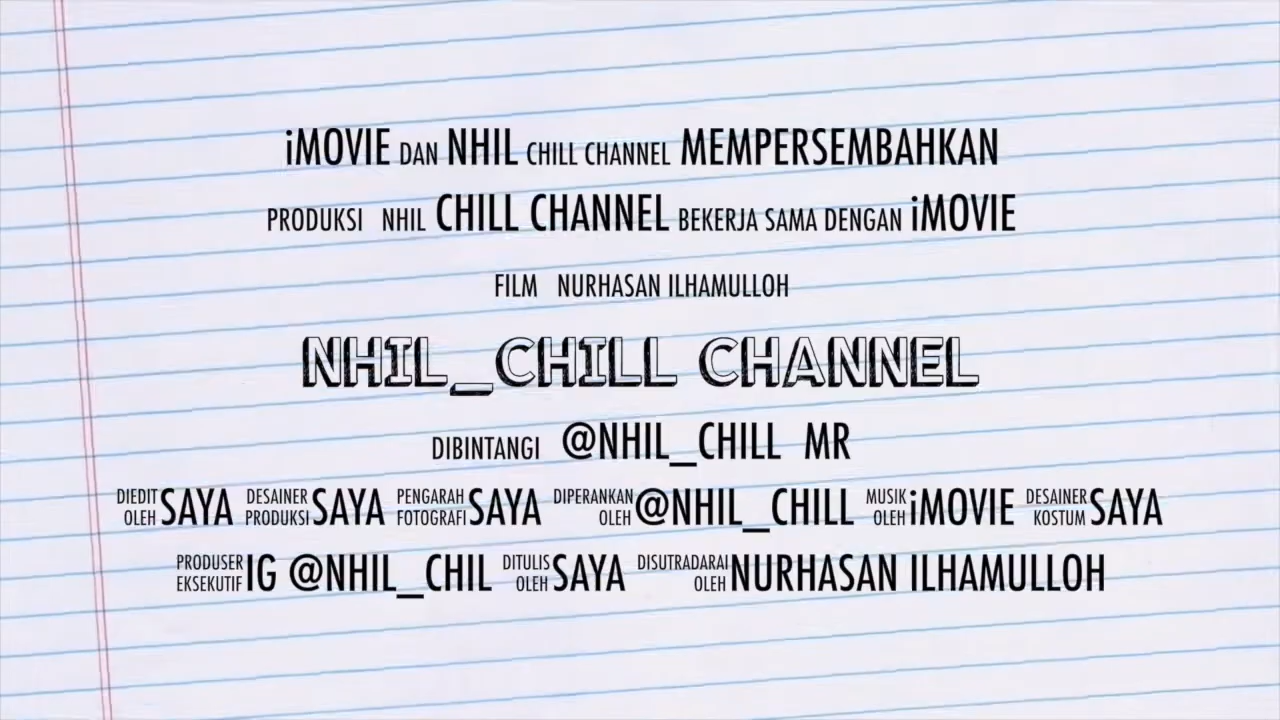 iMOVIE DAN NHIL CHILL CHANNEL MEMPERSEMBAHKAN
PRODUKSI NHIL CHILL CHANNEL BEKERJA SAMA DENGAN iMOVIE
FILM NURHASAN ILHAMULLOH
NHIL_CHILL CHANNEL
DIBINTANGI @NHIL_CHILL MR
DIEDIT OLEH SAYA DESAINER PRODUKSI SAYA PENGARAH FOTOGRAFI SAYA DIPERANKAN OLEH @NHIL_CHILL MUSIK OLEH iMOVIE DESAINER KOSTUM SAYA
PRODUSER EKSEKUTIF IG @NHIL_CHIL DITULIS OLEH SAYA DISUTRADARAI OLEH NURHASAN ILHAMULLOH